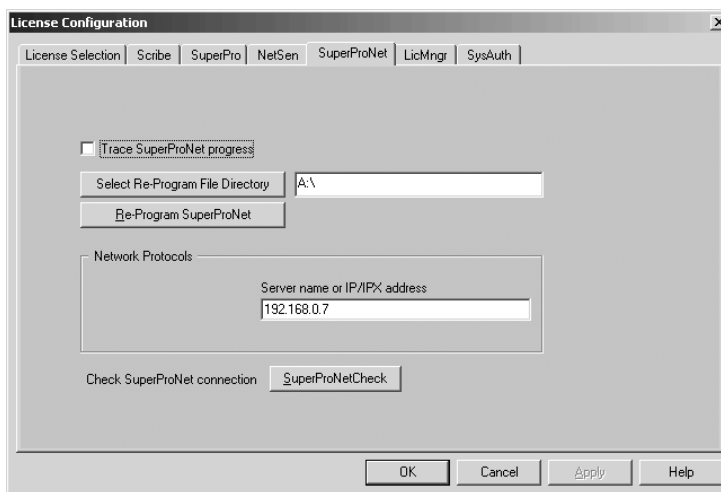 License Configuration
License Selection Scribe SuperPro NetSen SuperProNet LicMngr SysAuth
Trace SuperProNet progress
Select Re-Program File Directory A:\
Re-Program SuperProNet
Network Protocols
Server name or IP/IPX address
192.168.0.7
Check SuperProNet connection SuperProNetCheck
OK Cancel Apply Help